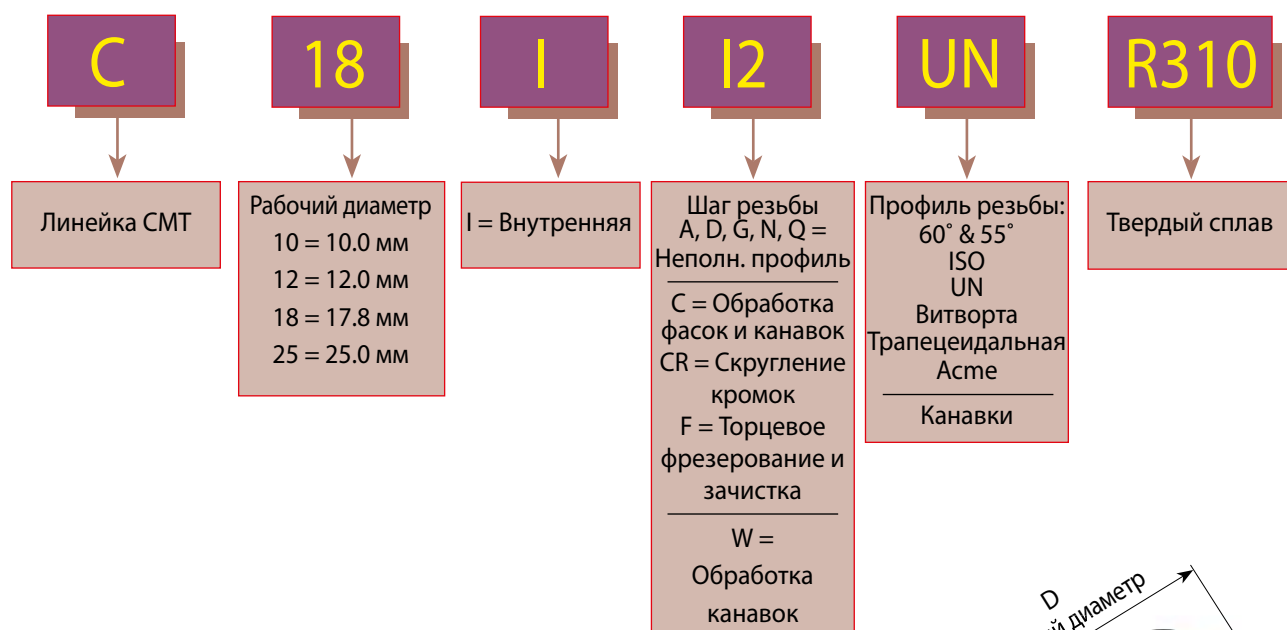 C
18
I
I2
UN
R310
Линейка СМТ
Рабочий диаметр
10 = 10.0 мм
12 = 12.0 мм
18 = 17.8 мм
25 = 25.0 мм
I = Внутренняя
Шаг резьбы
A, D, G, N, Q =
Неполн. профиль
C = Обработка
фасок и канавок
CR = Скругление
кромок
F = Торцевое
фрезерование и
зачистка
W =
Обработка
канавок
Профиль резьбы:
60˚ & 55˚
ISO
UN
Витворта
Трапецеидальная
Acme
Канавки
Твердый сплав
D
диаметр